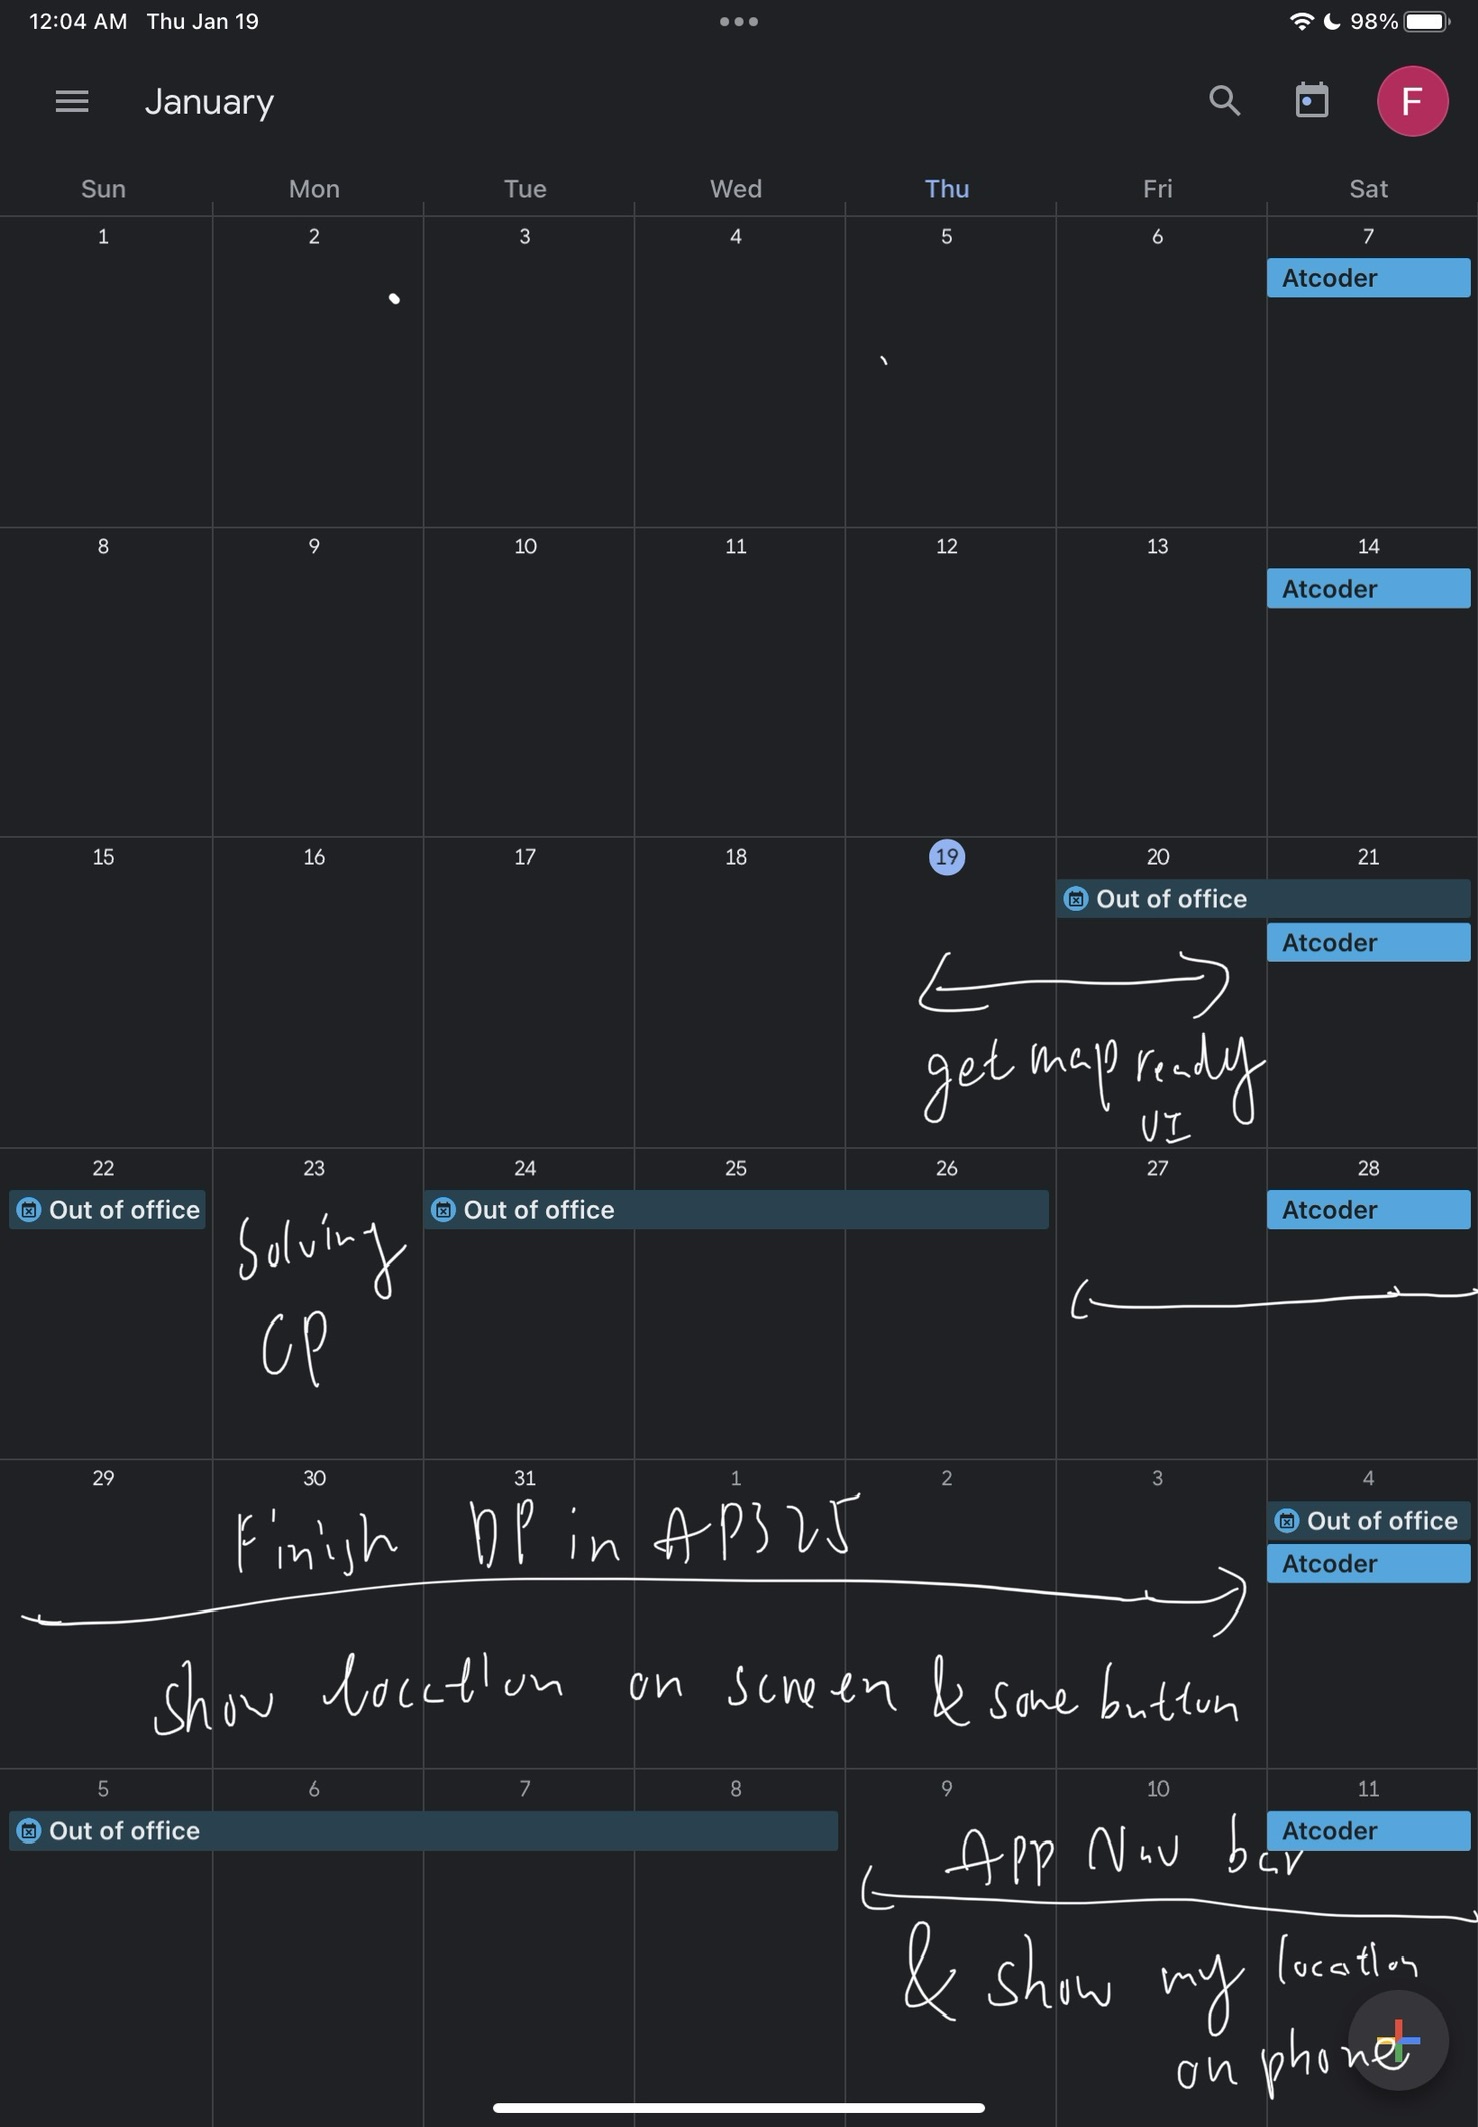 12:04 AM Thu Jan 19
98%
January
F
Sun Mon Tue Wed Thu Fri Sat
1 2 3 4 5 6 7
Atcoder
8 9 10 11 12 13 14
Atcoder
15 16 17 18 19 20 21
Out of office
Atcoder
get map ready
UI
22 23 24 25 26 27 28
Out of office Out of office Atcoder
Solving
CP
29 30 31 1 2 3 4
Finish DP in AP325
Out of office
Atcoder
show location on screen & some button
5 6 7 8 9 10 11
Out of office Atcoder
App Nav bar
& show my location
on phone